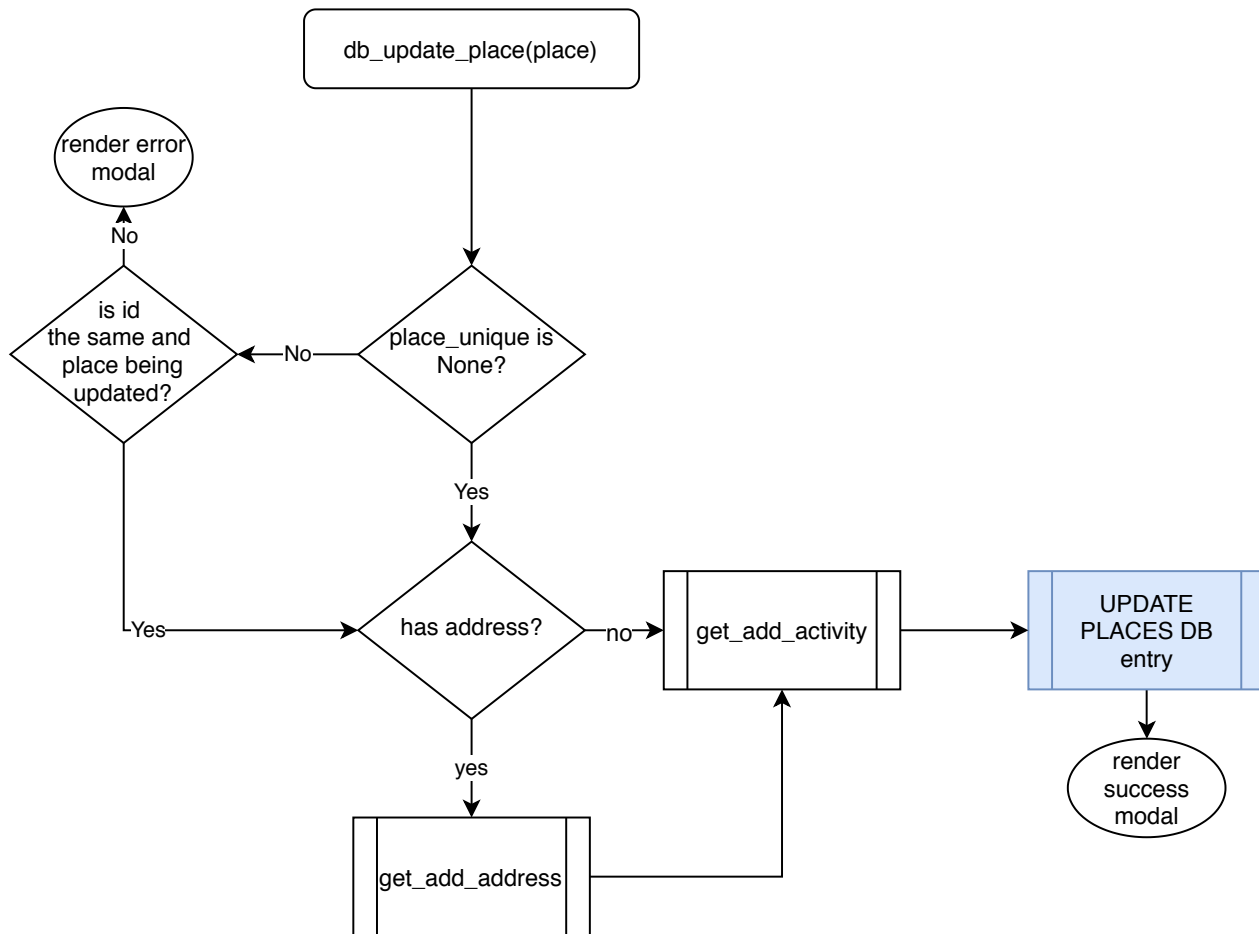 db_update_place(place)
render error
modal
No
is id
the same and
place being
updated?
No
place_unique is
None?
Yes
Yes
has address?
no
get_add_activity
UPDATE
PLACES DB
entry
yes
render
success
modal
get_add_address